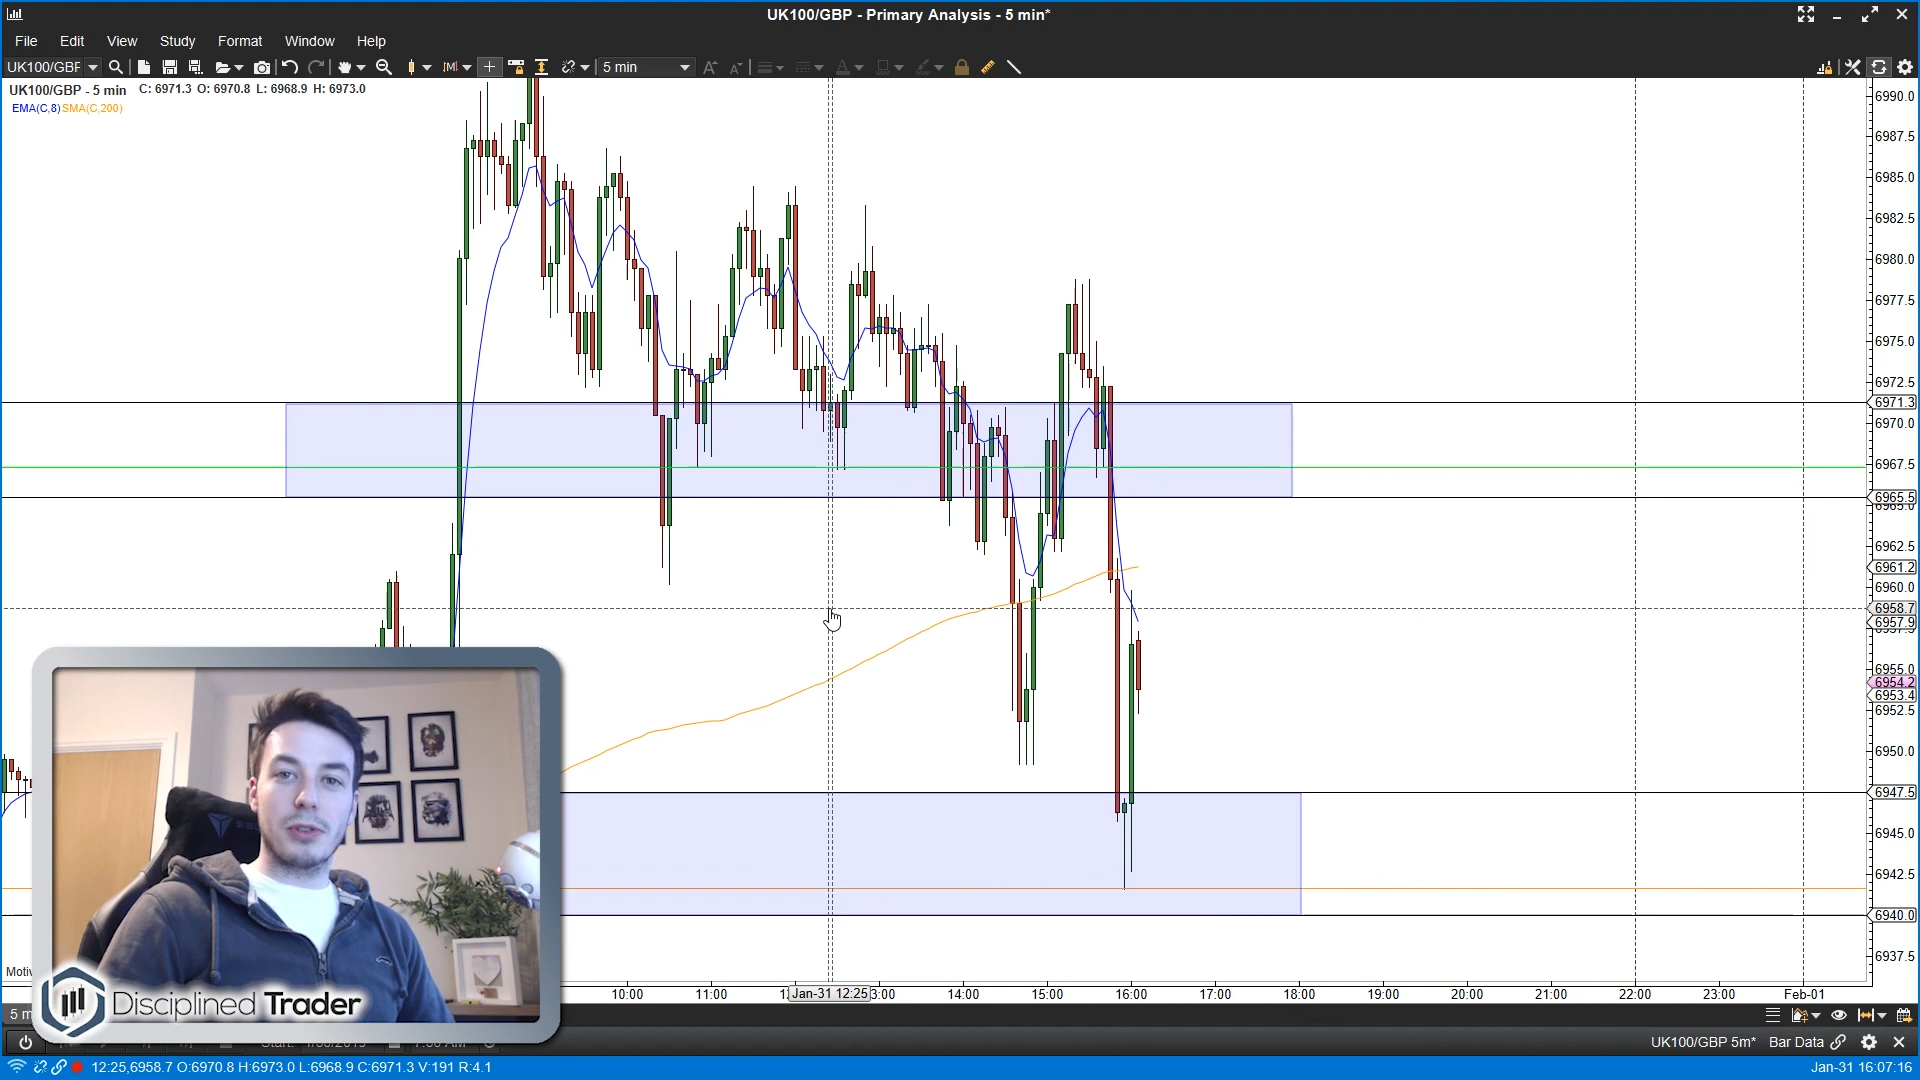 UK100/GBP - Primary Analysis - 5 min*
File Edit View Study Format Window Help
UK100/GBP 5 min
UK100/GBP - 5 min C: 6971.3 O: 6970.8 L: 6968.9 H: 6973.0
EMA(C,8) SMA(C,200)
6990.0
6987.5
6985.0
6982.5
6980.0
6977.5
6975.0
6972.5
6971.3
6970.0
6967.5
6965.5
6965.0
6962.5
6961.2
6960.0
6958.7
6957.9
6955.0
6954.2
6953.4
6952.5
6950.0
6947.5
6945.0
6942.5
6940.0
6937.5
Motiv
Disciplined Trader
10:00 11:00 Jan-31 12:25 3:00 14:00 15:00 16:00 17:00 18:00 19:00 20:00 21:00 22:00 23:00 Feb-01
5 m
UK100/GBP 5m* Bar Data
12:25,6958.7 O:6970.8 H:6973.0 L:6968.9 C:6971.3 V:191 R:4.1 Jan-31 16:07:16